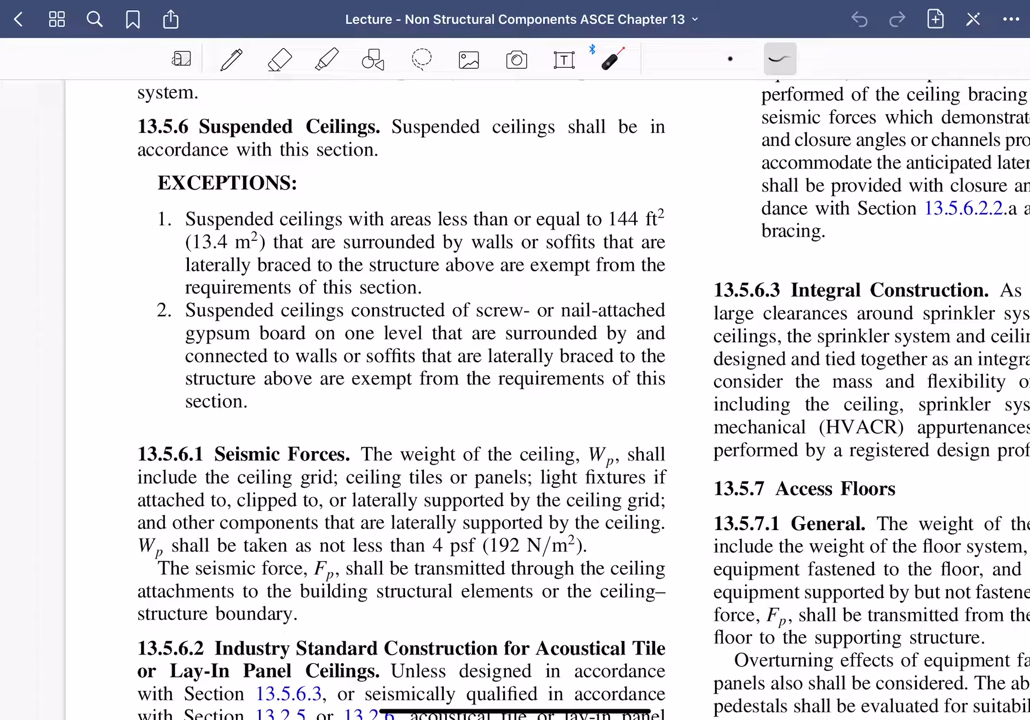 Lecture - Non Structural Components ASCE Chapter 13
T
system.
13.5.6 Suspended Ceilings. Suspended ceilings shall be in
accordance with this section.
EXCEPTIONS:
1. Suspended ceilings with areas less than or equal to 144 ft²
(13.4 m²) that are surrounded by walls or soffits that are
laterally braced to the structure above are exempt from the
requirements of this section.
2. Suspended ceilings constructed of screw- or nail-attached
gypsum board on one level that are surrounded by and
connected to walls or soffits that are laterally braced to the
structure above are exempt from the requirements of this
section.
13.5.6.1 Seismic Forces. The weight of the ceiling, Wp, shall
include the ceiling grid; ceiling tiles or panels; light fixtures if
attached to, clipped to, or laterally supported by the ceiling grid;
and other components that are laterally supported by the ceiling.
Wp shall be taken as not less than 4 psf (192 N/m²).
The seismic force, Fp, shall be transmitted through the ceiling
attachments to the building structural elements or the ceiling–
structure boundary.
13.5.6.2 Industry Standard Construction for Acoustical Tile
or Lay-In Panel Ceilings. Unless designed in accordance
with Section 13.5.6.3, or seismically qualified in accordance
with Section 13.2.5 or 13.2.6, acoustical tile or lay-in panel
performed of the ceiling bracing
seismic forces which demonstrat
and closure angles or channels pro
accommodate the anticipated later
shall be provided with closure an
dance with Section 13.5.6.2.2.a a
bracing.
13.5.6.3 Integral Construction. As
large clearances around sprinkler sys
ceilings, the sprinkler system and ceilin
designed and tied together as an integra
consider the mass and flexibility o
including the ceiling, sprinkler sys
mechanical (HVACR) appurtenances
performed by a registered design prof
13.5.7 Access Floors
13.5.7.1 General. The weight of the
include the weight of the floor system,
equipment fastened to the floor, and
equipment supported by but not fastene
force, Fp, shall be transmitted from the
floor to the supporting structure.
Overturning effects of equipment fa
panels also shall be considered. The ab
pedestals shall be evaluated for suitabi